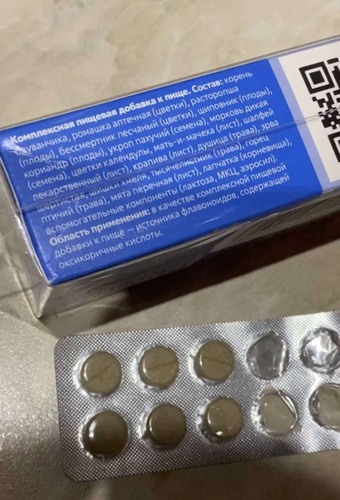 Комплексная пищевая добавка к пище. Состав: корень
одуванчика, ромашка аптечная (цветки), расторопша
(плоды), бессмертник песчаный (цветки), шиповник (плоды),
кориандр (плоды), укроп пахучий (семена), морковь дикая
(семена), цветки календулы, мать-и-мачеха (лист), шалфей
лекарственный (лист), крапива (лист), душица (трава), эрва
шерстистая, шишки хмеля, тысячелистник (трава), горец
птичий (трава), мята перечная (лист), лапчатка (корневища),
вспомогательные компоненты (лактоза, МКЦ, аэросил).
Область применения: в качестве комплексной пищевой
добавки к пище — источника флавоноидов, содержащей
оксикоричные кислоты.